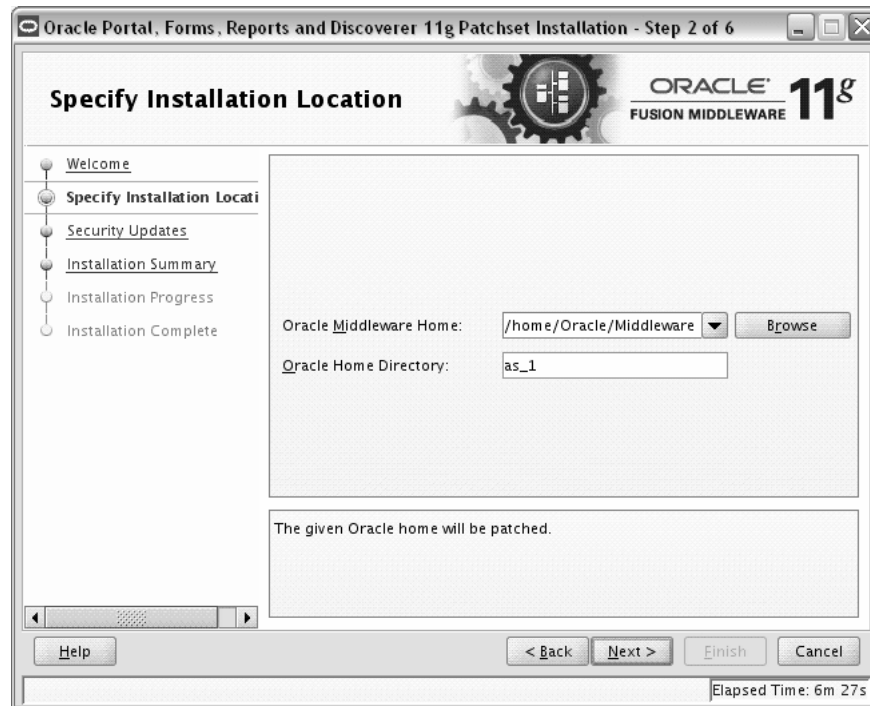 Oracle Portal, Forms, Reports and Discoverer 11g Patchset Installation - Step 2 of 6
Specify Installation Location
ORACLE
FUSION MIDDLEWARE 11g
Welcome
Specify Installation Locati
Security Updates
Installation Summary
Installation Progress
Installation Complete
Oracle Middleware Home: /home/Oracle/Middleware Browse
Oracle Home Directory: as_1
The given Oracle home will be patched.
Help < Back Next > Finish Cancel
Elapsed Time: 6m 27s